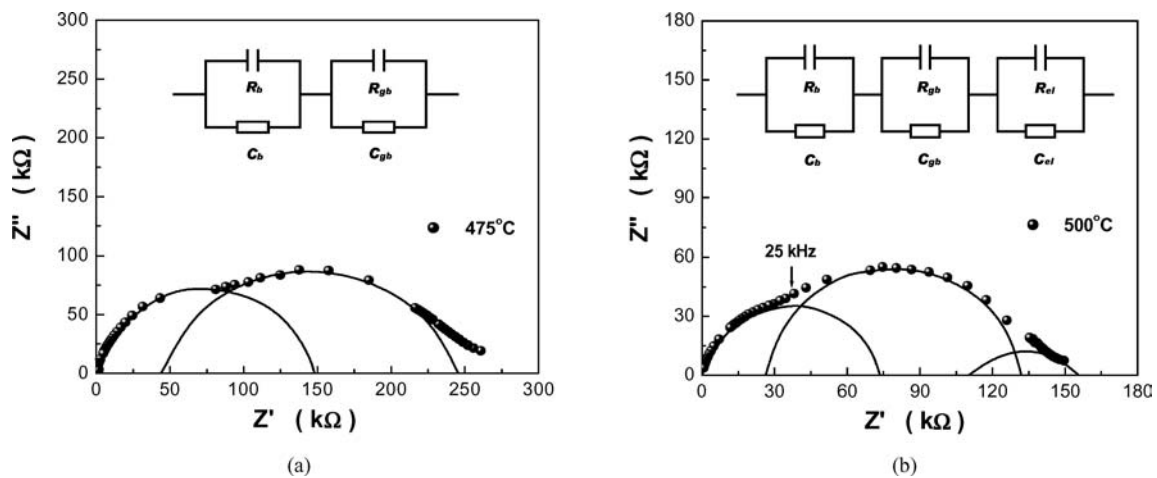 300
250
200
150
100
50
0
Z'' ( kΩ )
R_b R_gb
C_b C_gb
475°C
0 50 100 150 200 250 300
Z' ( kΩ )
(a)
180
150
120
90
60
30
0
Z'' ( kΩ )
R_b R_gb R_el
C_b C_gb C_el
500°C
25 kHz
0 30 60 90 120 150 180
Z' ( kΩ )
(b)